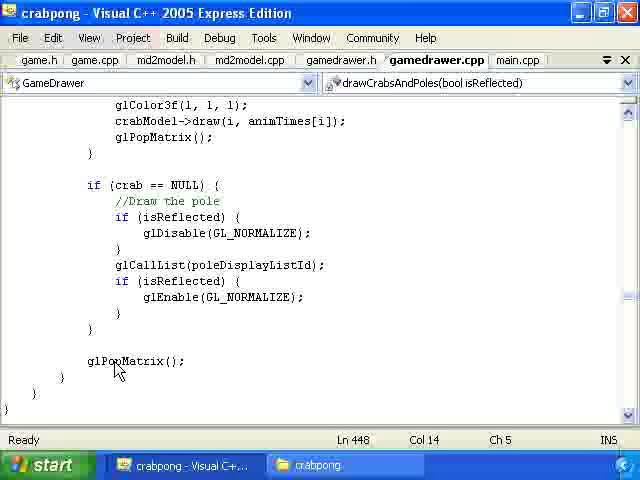 crabpong - Visual C++ 2005 Express Edition
File Edit View Project Build Debug Tools Window Community Help
game.h game.cpp md2model.h md2model.cpp gamedrawer.h gamedrawer.cpp main.cpp
GameDrawer drawCrabsAndPoles(bool isReflected)
glColor3f(1, 1, 1);
crabModel->draw(i, animTimes[i]);
glPopMatrix();
}
if (crab == NULL) {
//Draw the pole
if (isReflected) {
glDisable(GL_NORMALIZE);
}
glCallList(poleDisplayListId);
if (isReflected) {
glEnable(GL_NORMALIZE);
}
}
glPopMatrix();
}
}
}
Ready Ln 448 Col 14 Ch 5 INS
start crabpong - Visual C+... crabpong